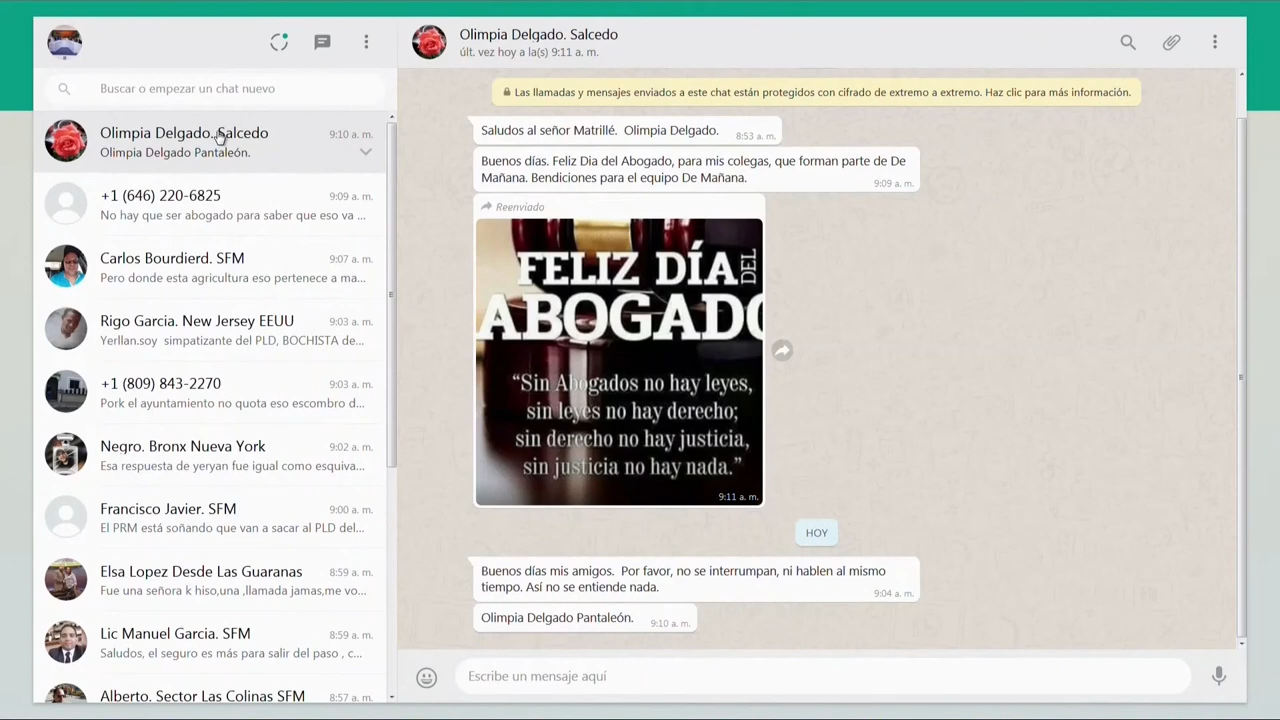 Buscar o empezar un chat nuevo
Olimpia Delgado. Salcedo
9:10 a. m.
Olimpia Delgado Pantaleón.
+1 (646) 220-6825
9:09 a. m.
No hay que ser abogado para saber que eso va ...
Carlos Bourdierd. SFM
9:07 a. m.
Pero donde esta agricultura eso pertenece a ma...
Rigo Garcia. New Jersey EEUU
9:03 a. m.
Yerllan.soy simpatizante del PLD, BOCHISTA de...
+1 (809) 843-2270
9:03 a. m.
Pork el ayuntamiento no quota eso escombro d...
Negro. Bronx Nueva York
9:02 a. m.
Esa respuesta de yeryan fue igual como esquiva...
Francisco Javier. SFM
9:00 a. m.
El PRM está soñando que van a sacar al PLD del...
Elsa Lopez Desde Las Guaranas
8:59 a. m.
Fue una señora k hiso,una ,llamada jamas,me vo...
Lic Manuel Garcia. SFM
8:59 a. m.
Saludos, el seguro es más para salir del paso , c...
Alberto. Sector Las Colinas SFM
8:57 a. m.
Olimpia Delgado. Salcedo
últ. vez hoy a la(s) 9:11 a. m.
Las llamadas y mensajes enviados a este chat están protegidos con cifrado de extremo a extremo. Haz clic para más información.
Saludos al señor Matrillé. Olimpia Delgado.
8:53 a. m.
Buenos días. Feliz Dia del Abogado, para mis colegas, que forman parte de De
Mañana. Bendiciones para el equipo De Mañana.
9:09 a. m.
Reenviado
FELIZ DÍA DEL
ABOGADO
“Sin Abogados no hay leyes,
sin leyes no hay derecho;
sin derecho no hay justicia,
sin justicia no hay nada.”
9:11 a. m.
HOY
Buenos días mis amigos. Por favor, no se interrumpan, ni hablen al mismo
tiempo. Así no se entiende nada.
9:04 a. m.
Olimpia Delgado Pantaleón.
9:10 a. m.
Escribe un mensaje aquí